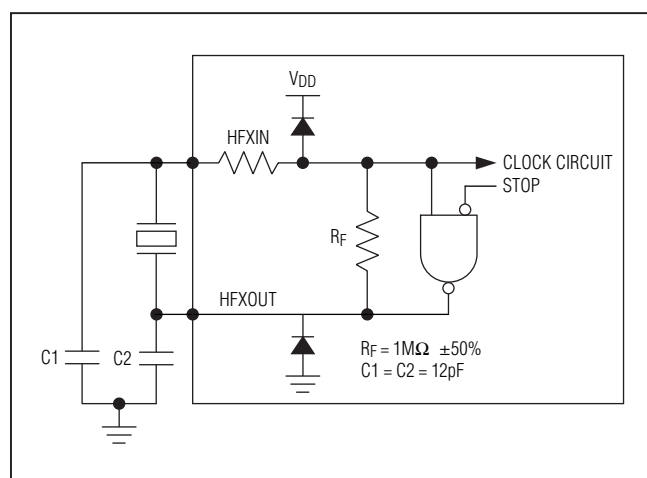 VDD
HFXIN
CLOCK CIRCUIT
STOP
RF
HFXOUT
C1
C2
RF = 1MΩ ±50%
C1 = C2 = 12pF